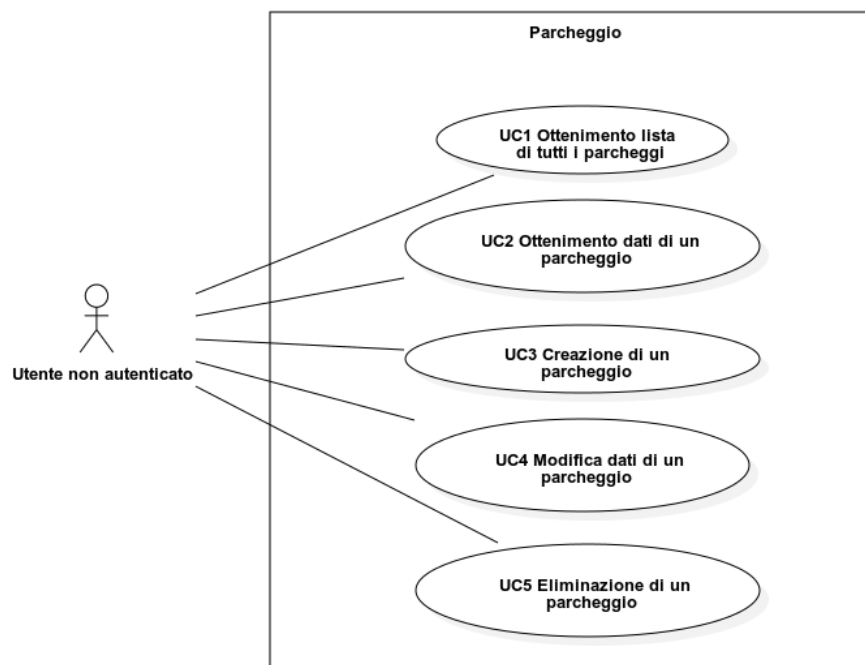 Parcheggio
UC1 Ottenimento lista
di tutti i parcheggi
UC2 Ottenimento dati di un
parcheggio
UC3 Creazione di un
parcheggio
Utente non autenticato
UC4 Modifica dati di un
parcheggio
UC5 Eliminazione di un
parcheggio